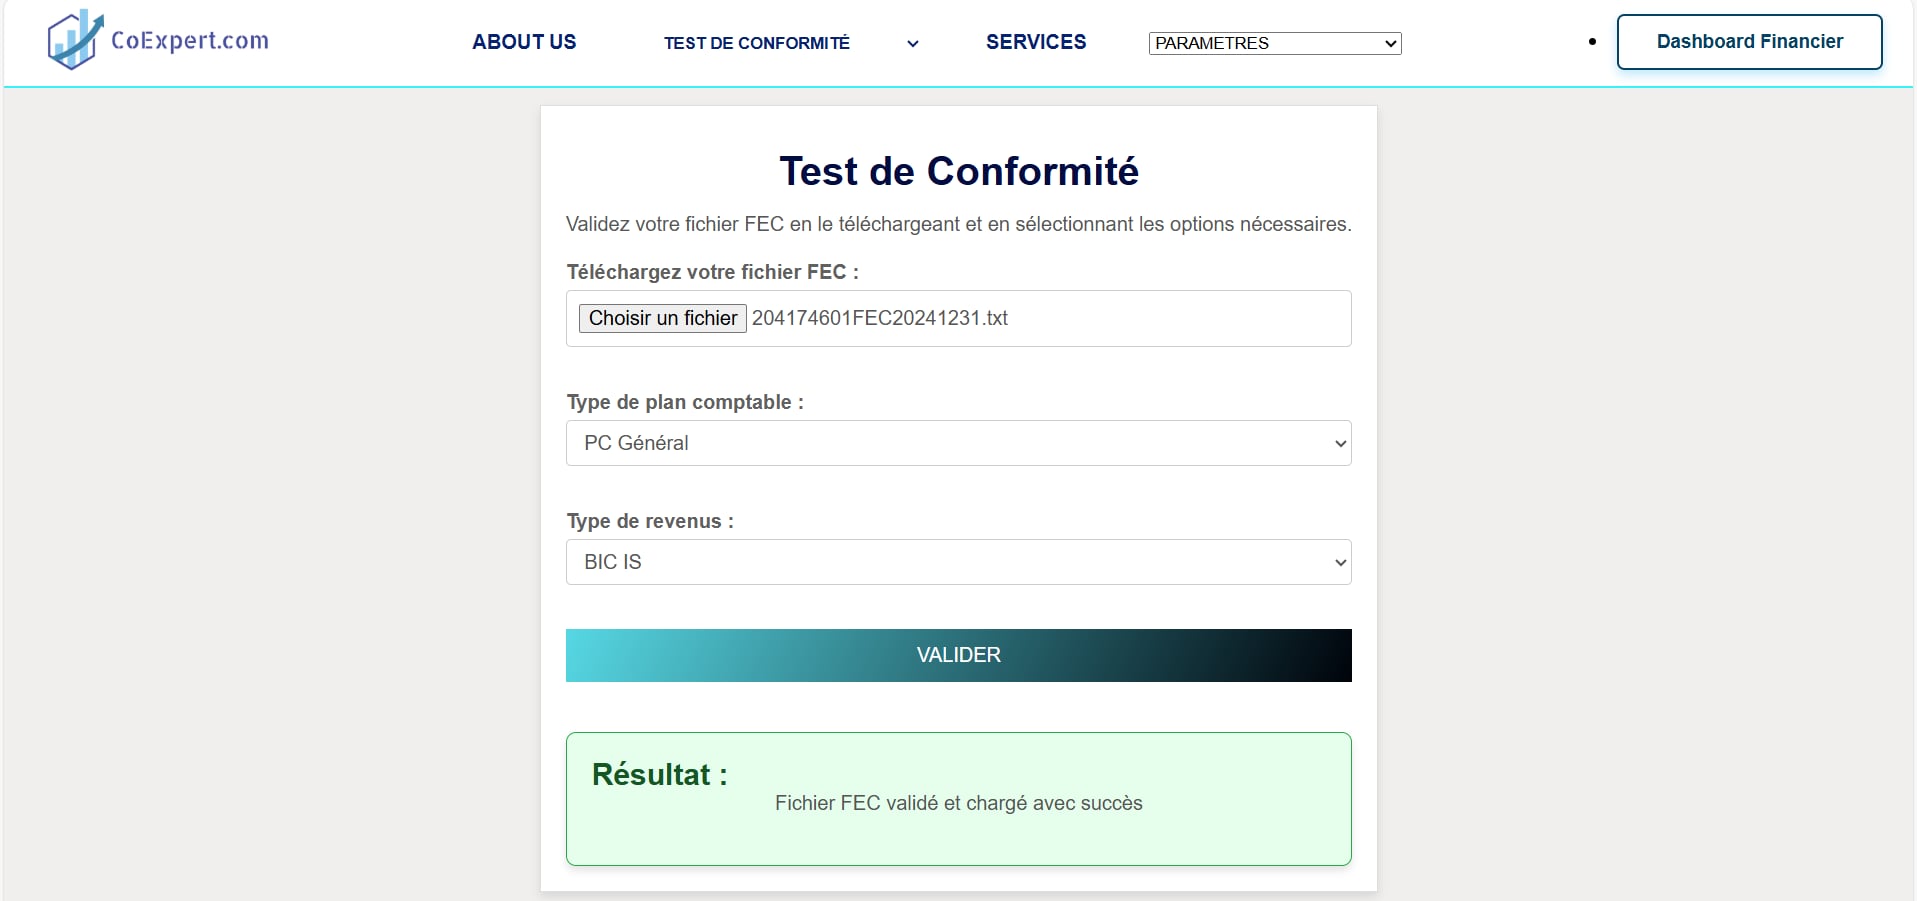 CoExpert.com
ABOUT US
TEST DE CONFORMITÉ
SERVICES
PARAMETRES
Dashboard Financier
Test de Conformité
Validez votre fichier FEC en le téléchargeant et en sélectionnant les options nécessaires.
Téléchargez votre fichier FEC :
Choisir un fichier 204174601FEC20241231.txt
Type de plan comptable :
PC Général
Type de revenus :
BIC IS
VALIDER
Résultat :
Fichier FEC validé et chargé avec succès